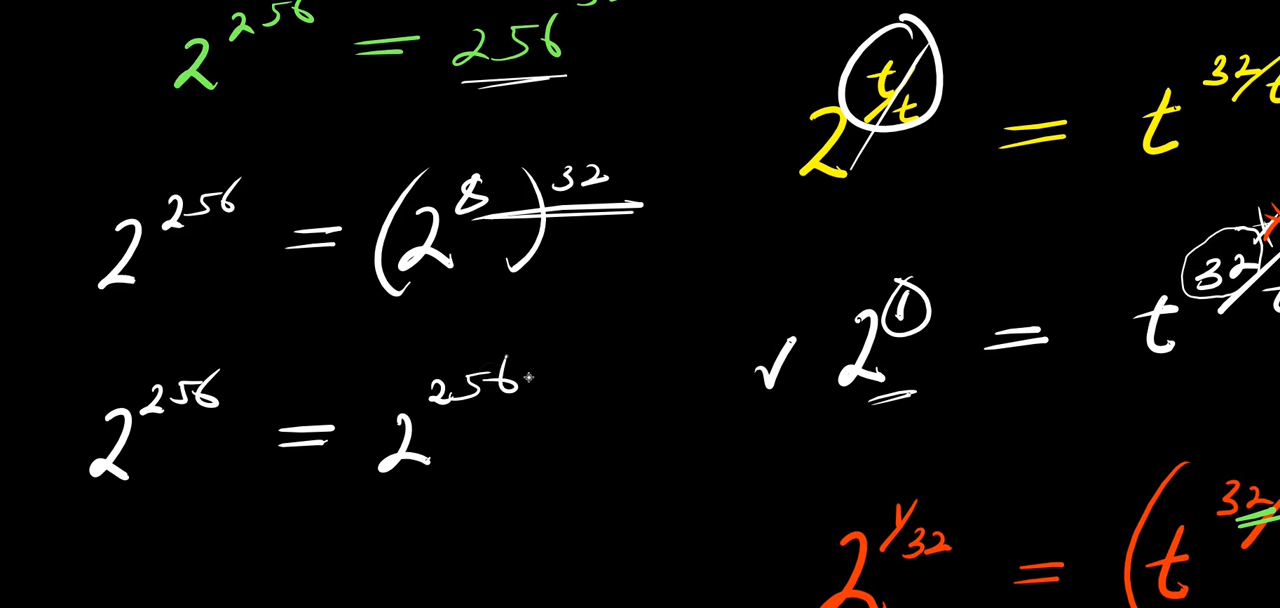 2^256 = 256^3
2^256 = (2^8)^32
2^256 = 2^256
2^t/t = t^32/t
✓ 2^1 = t^32/t
2^1/32 = (t^32/